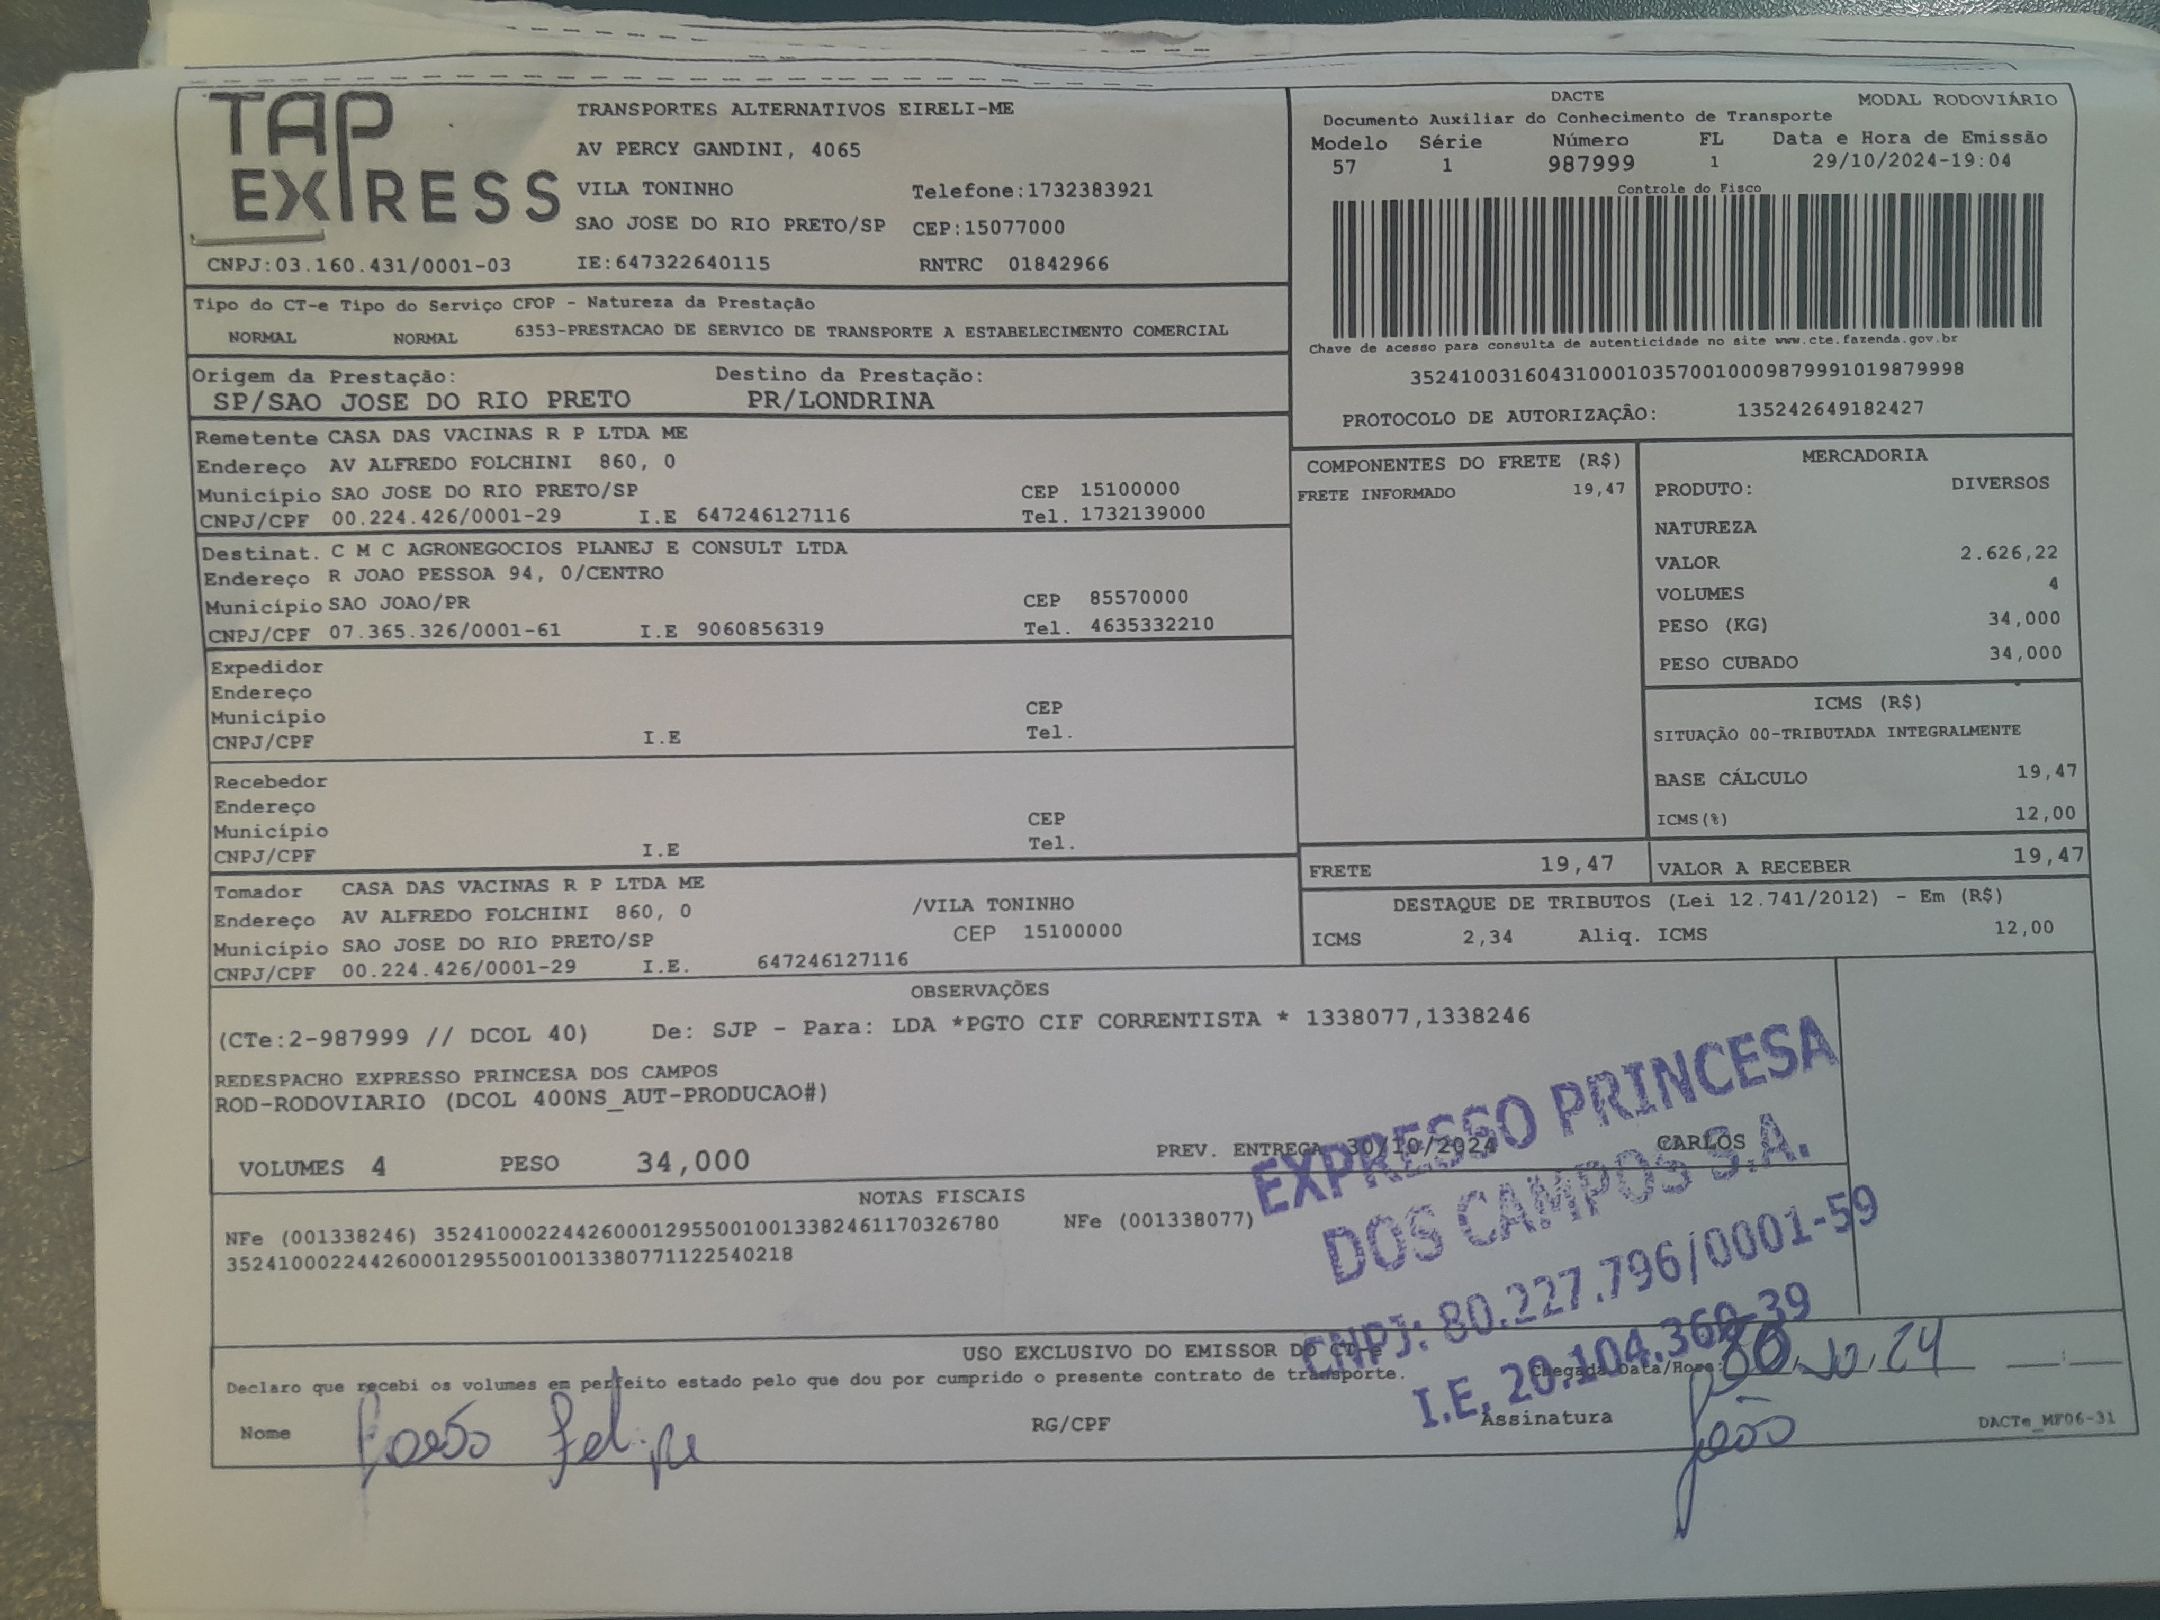 TAP
EXPRESS
TRANSPORTES ALTERNATIVOS EIRELI-ME
AV PERCY GANDINI, 4065
VILA TONINHO Telefone:1732383921
SAO JOSE DO RIO PRETO/SP CEP:15077000
CNPJ:03.160.431/0001-03 IE:647322640115 RNTRC 01842966
DACTE MODAL RODOVIÁRIO
Documento Auxiliar do Conhecimento de Transporte
Modelo Série Número FL Data e Hora de Emissão
57 1 987999 1 29/10/2024-19:04
Controle do Fisco
Chave de acesso para consulta de autenticidade no site www.cte.fazenda.gov.br
35241003160431000103570010009879991019879998
PROTOCOLO DE AUTORIZAÇÃO: 135242649182427
Tipo do CT-e Tipo do Serviço CFOP - Natureza da Prestação
NORMAL NORMAL 6353-PRESTACAO DE SERVICO DE TRANSPORTE A ESTABELECIMENTO COMERCIAL
Origem da Prestação: Destino da Prestação:
SP/SAO JOSE DO RIO PRETO PR/LONDRINA
Remetente CASA DAS VACINAS R P LTDA ME
Endereço AV ALFREDO FOLCHINI 860, 0
Município SAO JOSE DO RIO PRETO/SP CEP 15100000
CNPJ/CPF 00.224.426/0001-29 I.E 647246127116 Tel. 1732139000
Destinat. C M C AGRONEGOCIOS PLANEJ E CONSULT LTDA
Endereço R JOAO PESSOA 94, 0/CENTRO
Município SAO JOAO/PR CEP 85570000
CNPJ/CPF 07.365.326/0001-61 I.E 9060856319 Tel. 4635332210
Expedidor
Endereço
Município CEP
CNPJ/CPF I.E Tel.
Recebedor
Endereço
Município CEP
CNPJ/CPF I.E Tel.
Tomador CASA DAS VACINAS R P LTDA ME
Endereço AV ALFREDO FOLCHINI 860, 0 /VILA TONINHO
Município SAO JOSE DO RIO PRETO/SP CEP 15100000
CNPJ/CPF 00.224.426/0001-29 I.E. 647246127116
COMPONENTES DO FRETE (R$)
FRETE INFORMADO 19,47
MERCADORIA
PRODUTO: DIVERSOS
NATUREZA
VALOR 2.626,22
VOLUMES 4
PESO (KG) 34,000
PESO CUBADO 34,000
ICMS (R$)
SITUAÇÃO 00-TRIBUTADA INTEGRALMENTE
BASE CÁLCULO 19,47
ICMS(%) 12,00
FRETE 19,47 VALOR A RECEBER 19,47
DESTAQUE DE TRIBUTOS (Lei 12.741/2012) - Em (R$)
ICMS 2,34 Aliq. ICMS 12,00
OBSERVAÇÕES
(CTe:2-987999 // DCOL 40) De: SJP - Para: LDA *PGTO CIF CORRENTISTA * 1338077,1338246
REDESPACHO EXPRESSO PRINCESA DOS CAMPOS
ROD-RODOVIARIO (DCOL 400NS_AUT-PRODUCAO#)
VOLUMES 4 PESO 34,000 PREV. ENTREGA 30/10/2024 CARLOS
NOTAS FISCAIS
NFe (001338246) 35241000224426000129550010013382461170326780 NFe (001338077)
35241000224426000129550010013380771122540218
EXPRESSO PRINCESA
DOS CAMPOS S.A.
CNPJ: 80.227.796/0001-59
I.E. 20.104.360-39
USO EXCLUSIVO DO EMISSOR DO CT-e
Declaro que recebi os volumes em perfeito estado pelo que dou por cumprido o presente contrato de transporte. Chegada Data/Hora: 30.10.24
Nome João Felipe RG/CPF Assinatura João DACTe_MF06-31